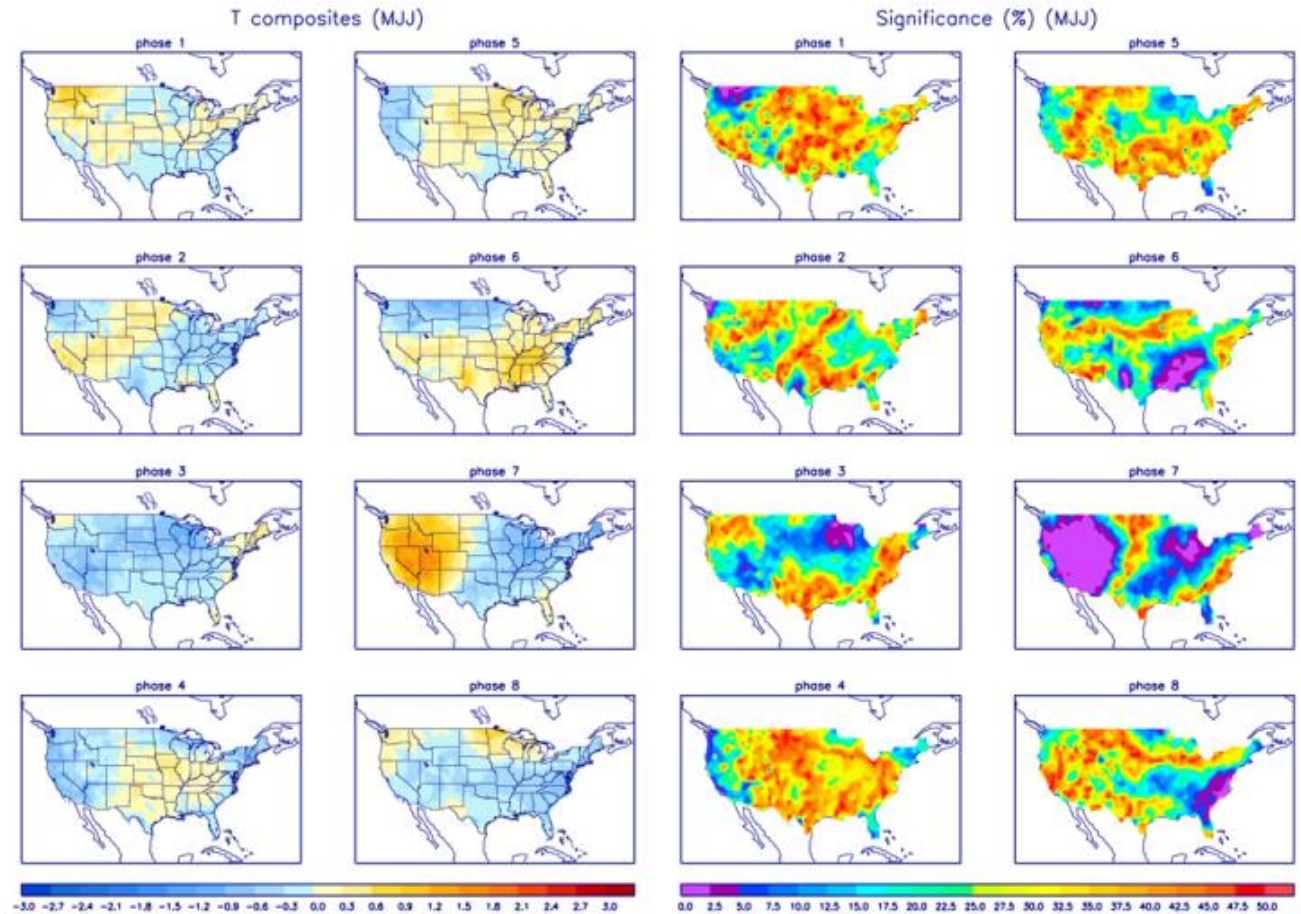 T composites (MJJ)
Significance (%) (MJJ)
phase 1
phase 5
phase 1
phase 5
phase 2
phase 6
phase 2
phase 6
phase 3
phase 7
phase 3
phase 7
phase 4
phase 8
phase 4
phase 8
-3.0 -2.7 -2.4 -2.1 -1.8 -1.5 -1.2 -0.9 -0.6 -0.3 0.0 0.3 0.6 0.9 1.2 1.5 1.8 2.1 2.4 2.7 3.0
0.0 2.5 5.0 7.5 10.0 12.5 15.0 17.5 20.0 22.5 25.0 27.5 30.0 32.5 35.0 37.5 40.0 42.5 45.0 47.5 50.0